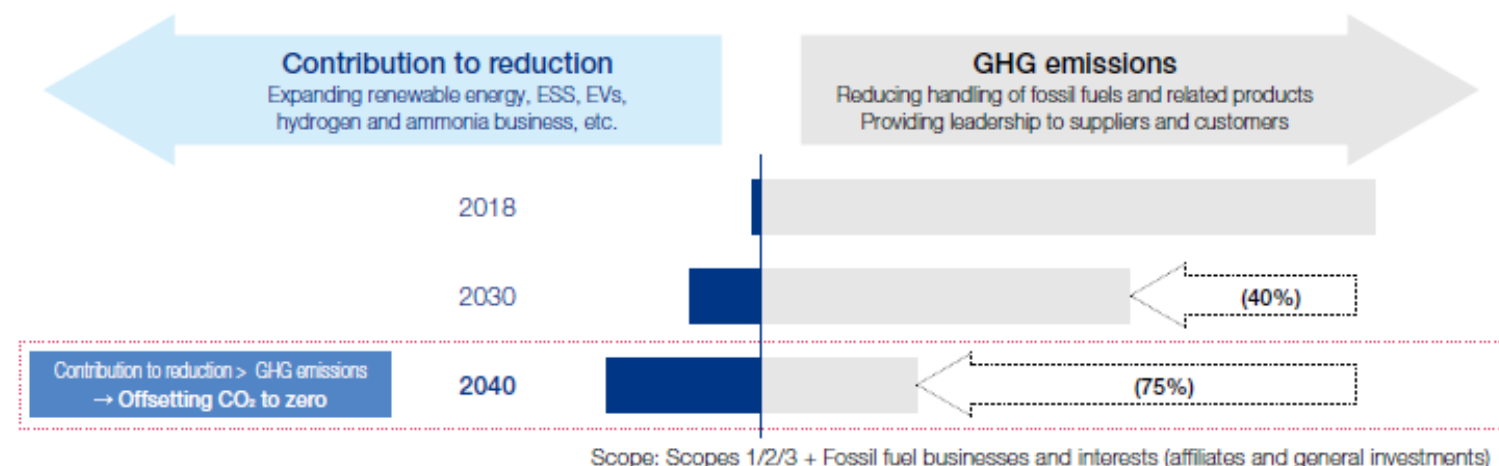 Contribution to reduction
Expanding renewable energy, ESS, EVs,
hydrogen and ammonia business, etc.
GHG emissions
Reducing handling of fossil fuels and related products
Providing leadership to suppliers and customers
2018
2030
(40%)
Contribution to reduction > GHG emissions
→ Offsetting CO₂ to zero
2040
(75%)
Scope: Scopes 1/2/3 + Fossil fuel businesses and interests (affiliates and general investments)